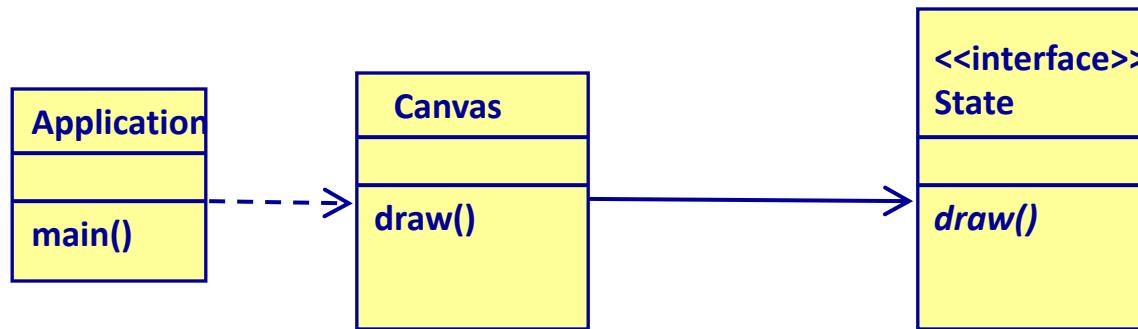 Application
main()
Canvas
draw()
<<interface>>
State
draw()